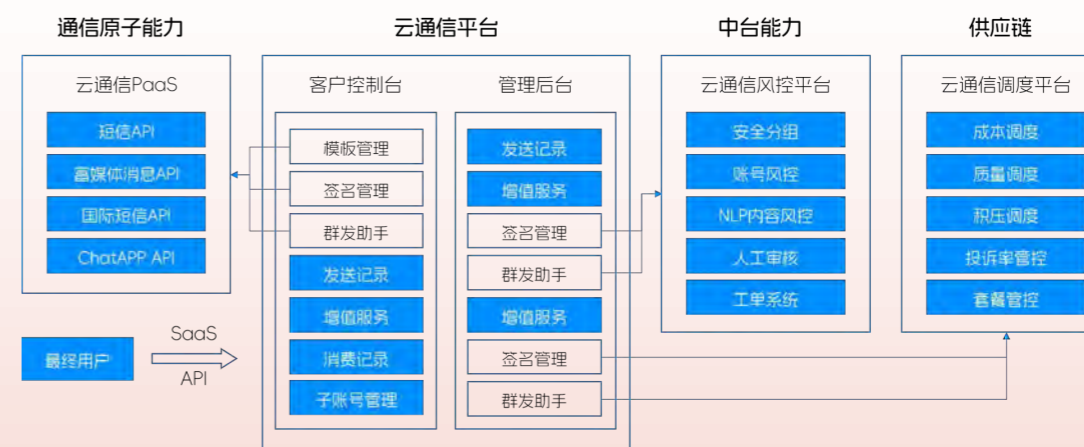 通信原子能力
云通信PaaS
短信API
富媒体消息API
国际短信API
ChatAPP API
最终用户
SaaS
API
云通信平台
客户控制台
模板管理
签名管理
群发助手
发送记录
增值服务
消费记录
子账号管理
管理后台
发送记录
增值服务
签名管理
群发助手
增值服务
签名管理
群发助手
中台能力
云通信风控平台
安全分组
账号风控
NLP内容风控
人工审核
工单系统
供应链
云通信调度平台
成本调度
质量调度
积压调度
投诉率管控
套餐管控